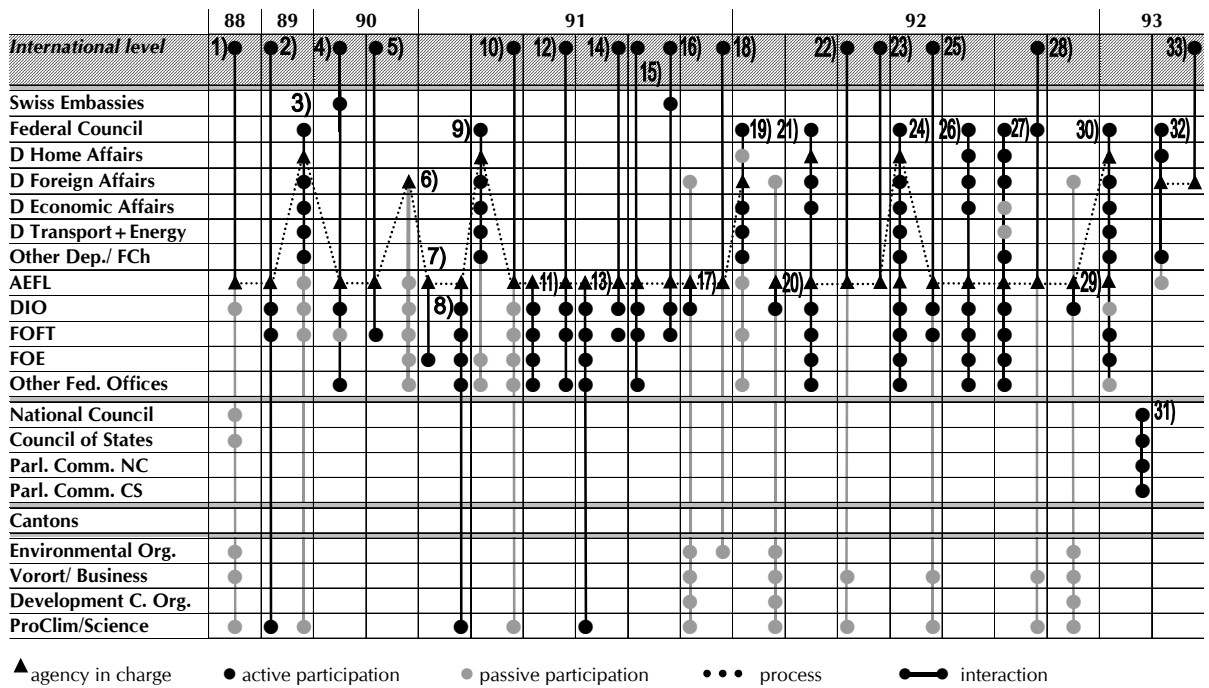 88 89 90 91 92 93
International level 1) 2) 4) 5) 10) 12) 14) 16) 18) 22) 23) 25) 28) 33)
15)
Swiss Embassies 3)
Federal Council 9) 19) 21) 24) 26) 27) 30) 32)
D Home Affairs
D Foreign Affairs 6)
D Economic Affairs
D Transport+Energy
Other Dep./ FCh 7)
AEFL 11) 13) 17) 20) 29)
DIO 8)
FOFT
FOE
Other Fed. Offices
National Council 31)
Council of States
Parl. Comm. NC
Parl. Comm. CS
Cantons
Environmental Org.
Vorort/ Business
Development C. Org.
ProClim/Science
agency in charge active participation passive participation process interaction